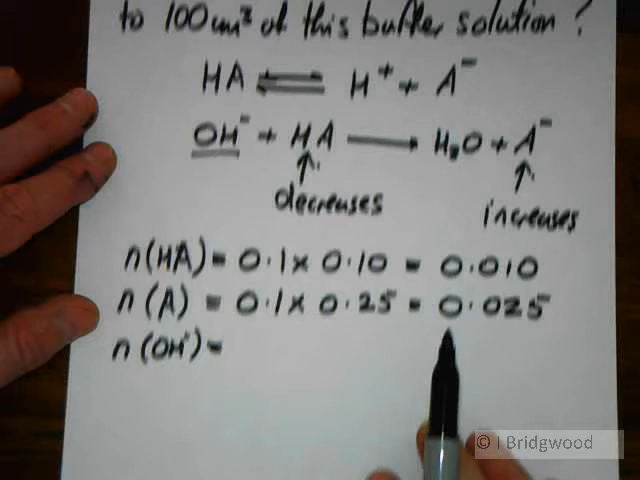 to 100cm³ of this buffer solution?
HA ⇌ H⁺ + A⁻
OH⁻ + HA → H₂O + A⁻
↑ ↑
decreases increases
n(HA) = 0.1 × 0.10 = 0.010
n(A) = 0.1 × 0.25 = 0.025
n(OH⁻) =
© I Bridgwood